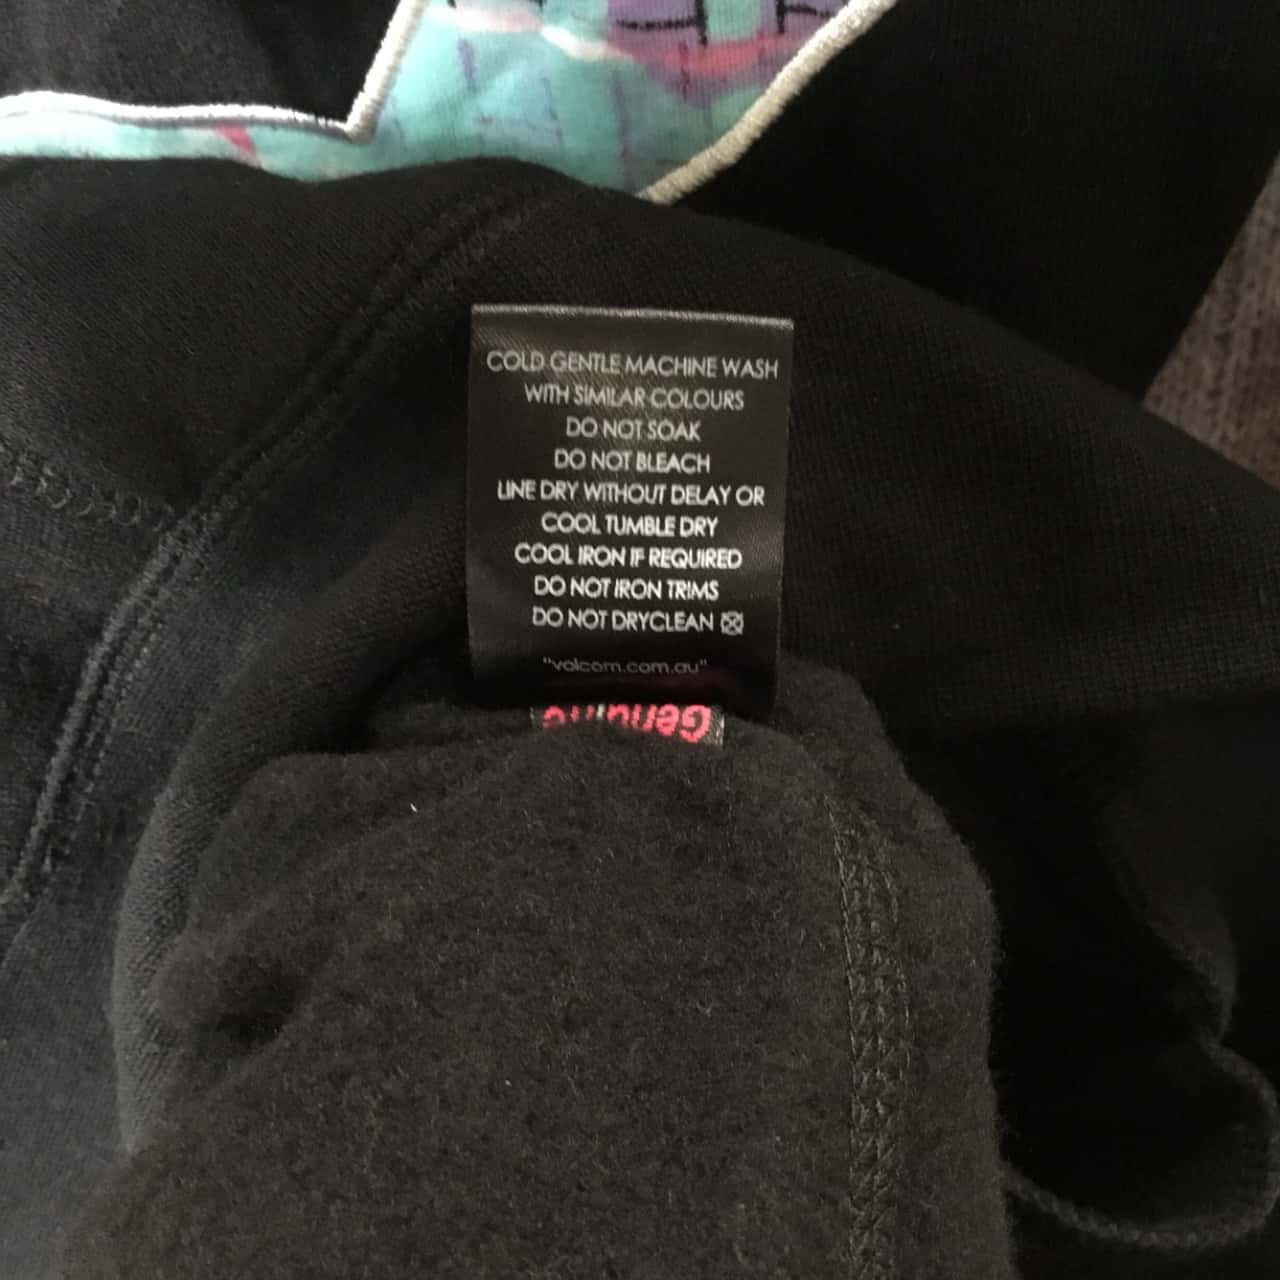 COLD GENTLE MACHINE WASH
WITH SIMILAR COLOURS
DO NOT SOAK
DO NOT BLEACH
LINE DRY WITHOUT DELAY OR
COOL TUMBLE DRY
COOL IRON IF REQUIRED
DO NOT IRON TRIMS
DO NOT DRYCLEAN
"volcom.com.au"
Genuine